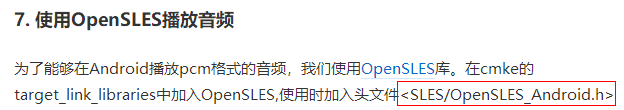 7. 使用OpenSLES播放音频
为了能够在Android播放pcm格式的音频，我们使用OpenSLES库。在cmke的
target_link_libraries中加入OpenSLES,使用时加入头文件<SLES/OpenSLES_Android.h>